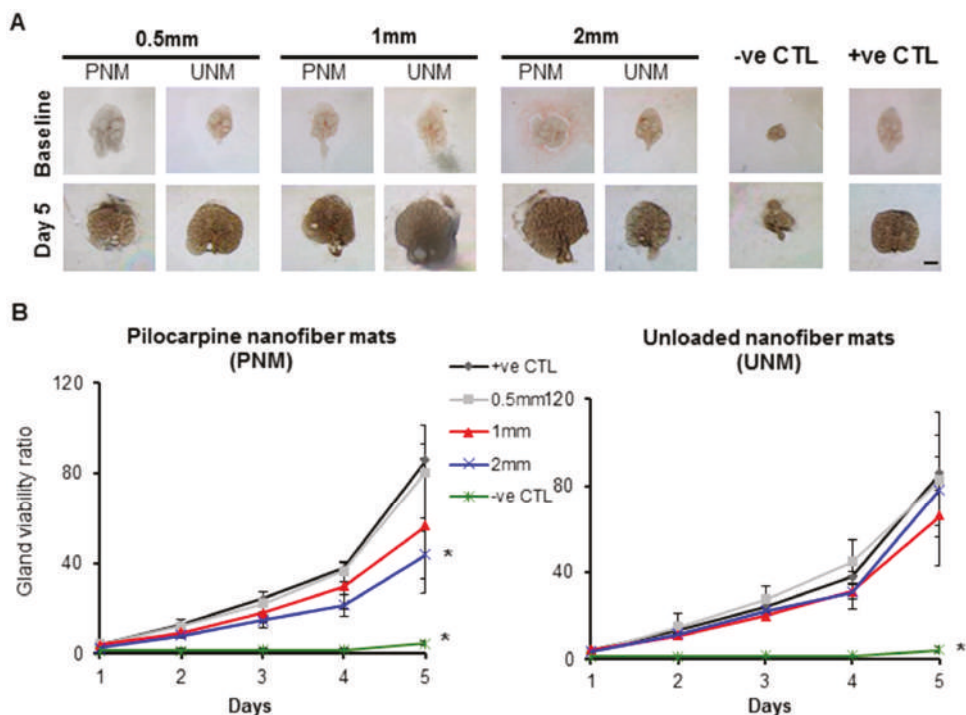 A
0.5mm 1mm 2mm -ve CTL +ve CTL
PNM UNM PNM UNM PNM UNM
Baseline
Day 5
B
Pilocarpine nanofiber mats
(PNM)
Unloaded nanofiber mats
(UNM)
+ve CTL
0.5mm
1mm
2mm
-ve CTL
Gland viability ratio
120
80
40
0
1 2 3 4 5
Days
*
*
120
80
40
0
1 2 3 4 5
Days
*